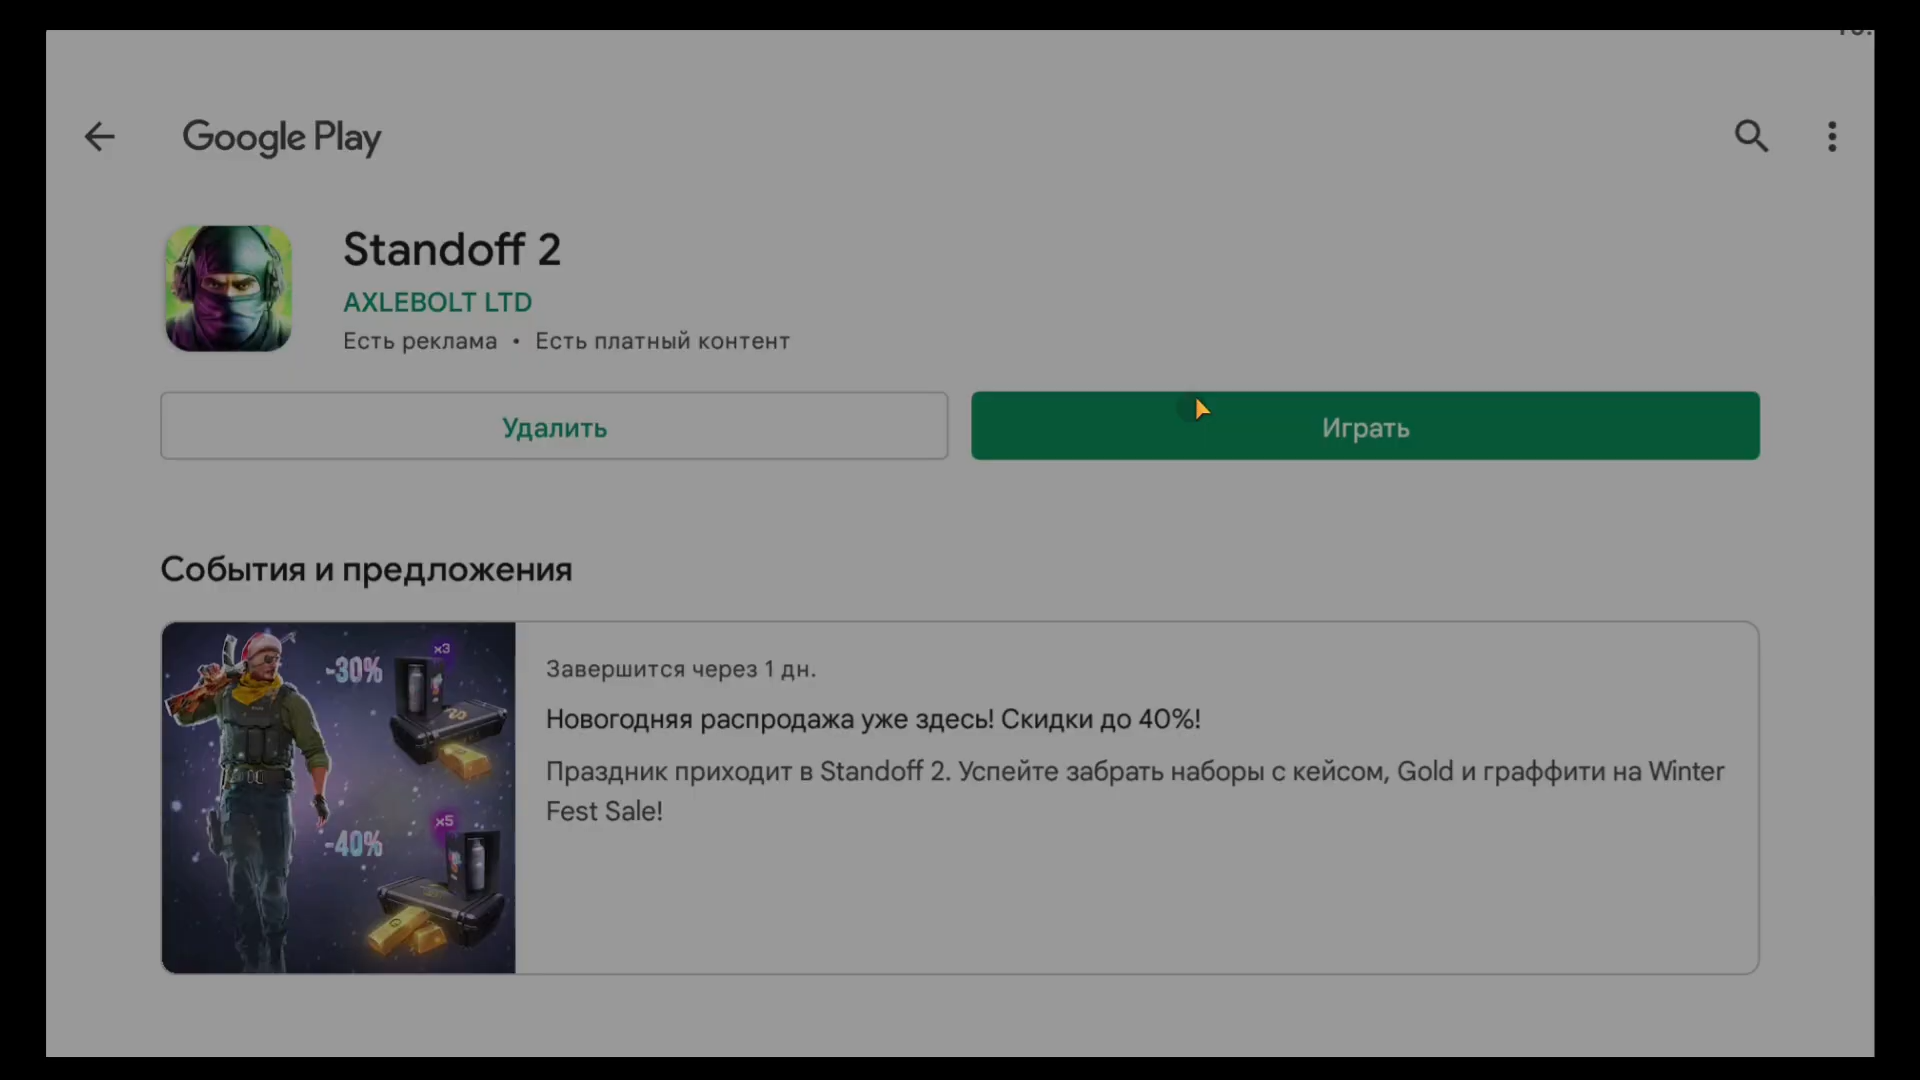 Google Play
Standoff 2
AXLEBOLT LTD
Есть реклама • Есть платный контент
Удалить
Играть
События и предложения
-30%
x3
-40%
x5
Завершится через 1 дн.
Новогодняя распродажа уже здесь! Скидки до 40%!
Праздник приходит в Standoff 2. Успейте забрать наборы с кейсом, Gold и граффити на Winter
Fest Sale!